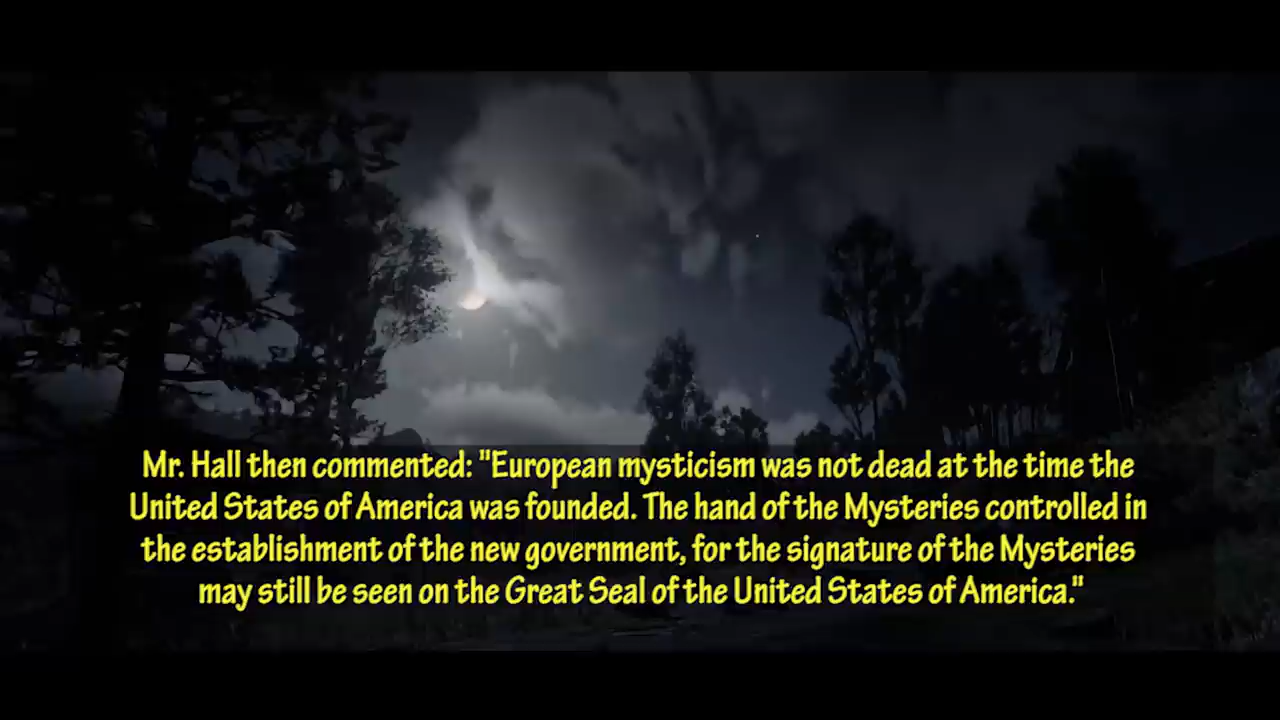 Mr. Hall then commented: "European mysticism was not dead at the time the
United States of America was founded. The hand of the Mysteries controlled in
the establishment of the new government, for the signature of the Mysteries
may still be seen on the Great Seal of the United States of America."